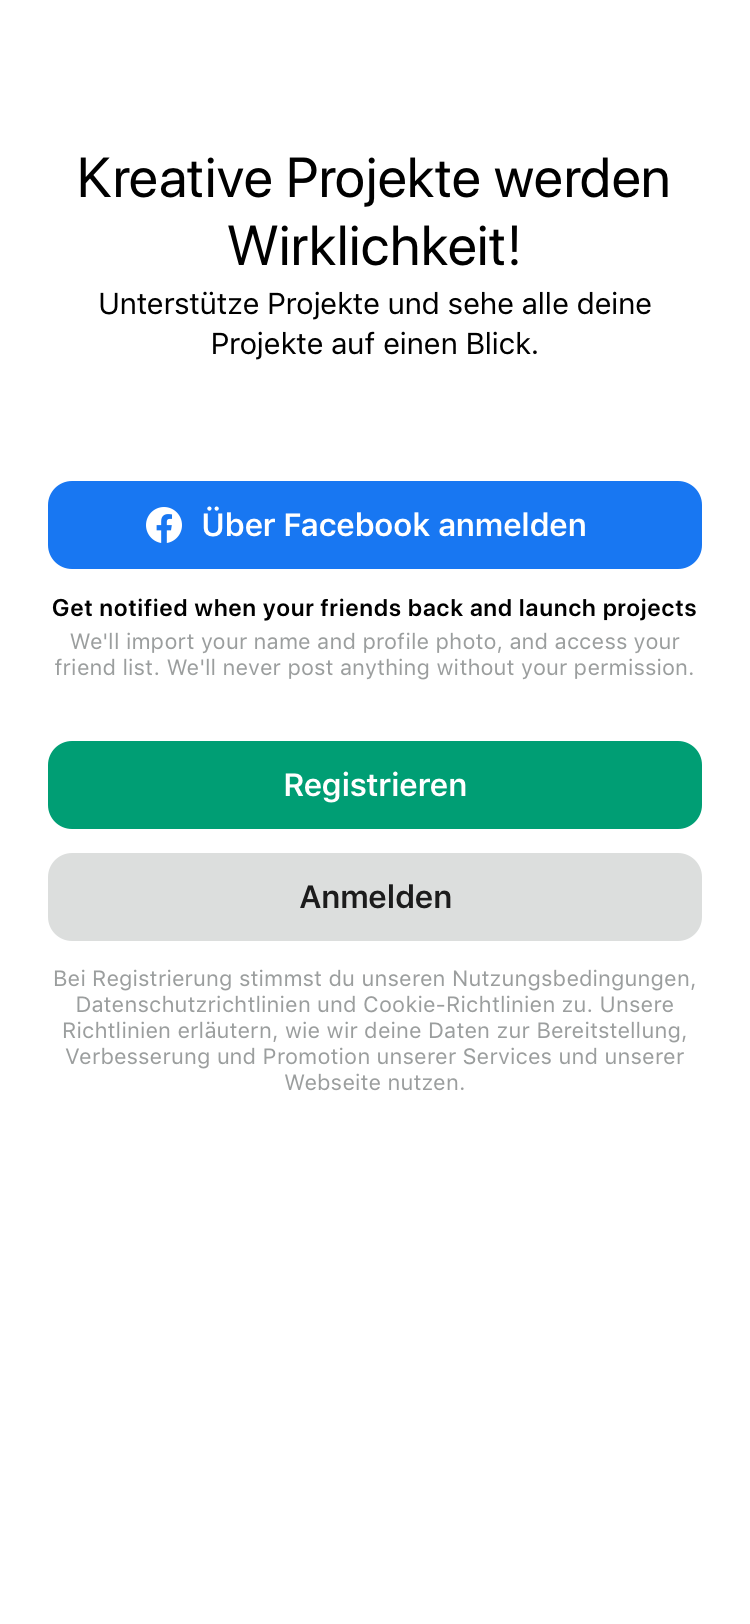 Kreative Projekte werden
Wirklichkeit!
Unterstütze Projekte und sehe alle deine
Projekte auf einen Blick.
Über Facebook anmelden
Get notified when your friends back and launch projects
We'll import your name and profile photo, and access your
friend list. We'll never post anything without your permission.
Registrieren
Anmelden
Bei Registrierung stimmst du unseren Nutzungsbedingungen,
Datenschutzrichtlinien und Cookie-Richtlinien zu. Unsere
Richtlinien erläutern, wie wir deine Daten zur Bereitstellung,
Verbesserung und Promotion unserer Services und unserer
Webseite nutzen.